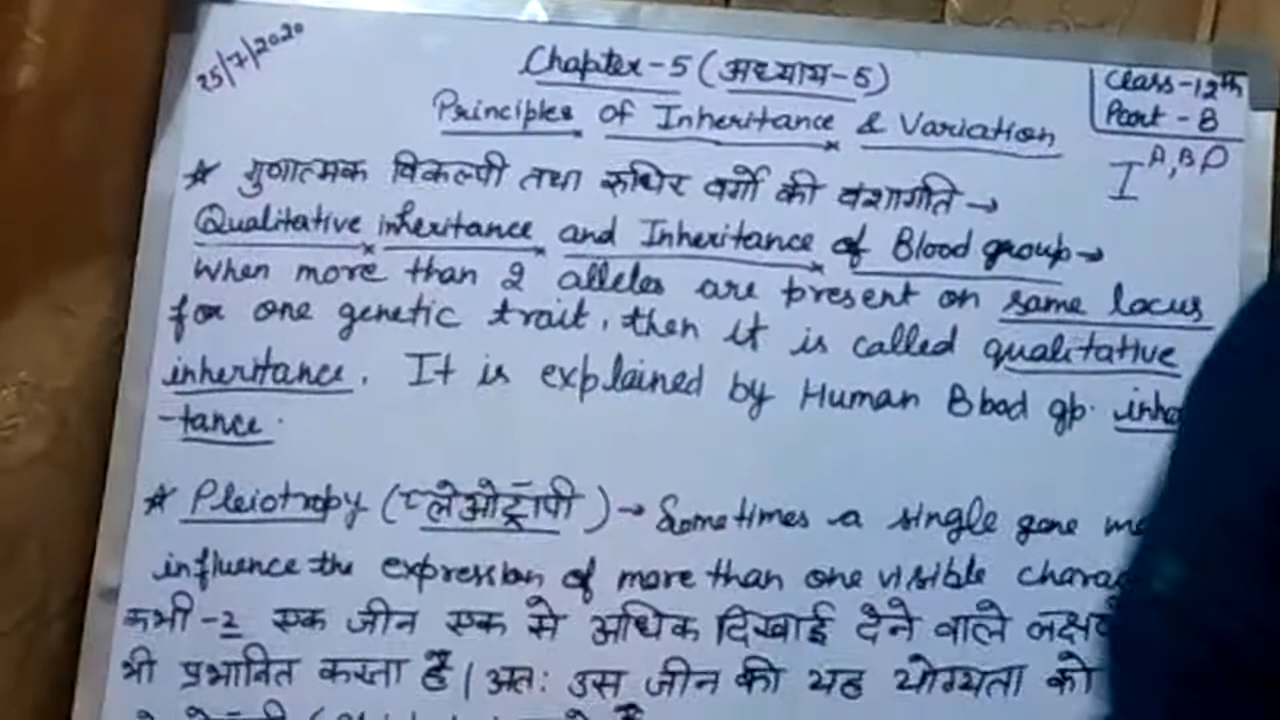 25/7/2020
Chapter-5 (अध्याय-5)
Class-12th
Part - B
Principles of Inheritance & Variation
I A,B,O
* गुणात्मक विकल्पी तथा रुधिर वर्गो की वंशागति →
Qualitative inheritance and Inheritance of Blood group →
When more than 2 alleles are present on same locus
for one genetic trait, then it is called qualitative
inheritance. It is explained by Human Blood gp. inhe
-tance.
* Pleiotropy (प्लेओट्रॉपी) → Sometimes a single gene
influence the expression of more than one visible charac
कभी-2 एक जीन एक से अधिक दिखाई देने वाले
भी प्रभावित करता है | अतः उस जीन की यह योग्यता को